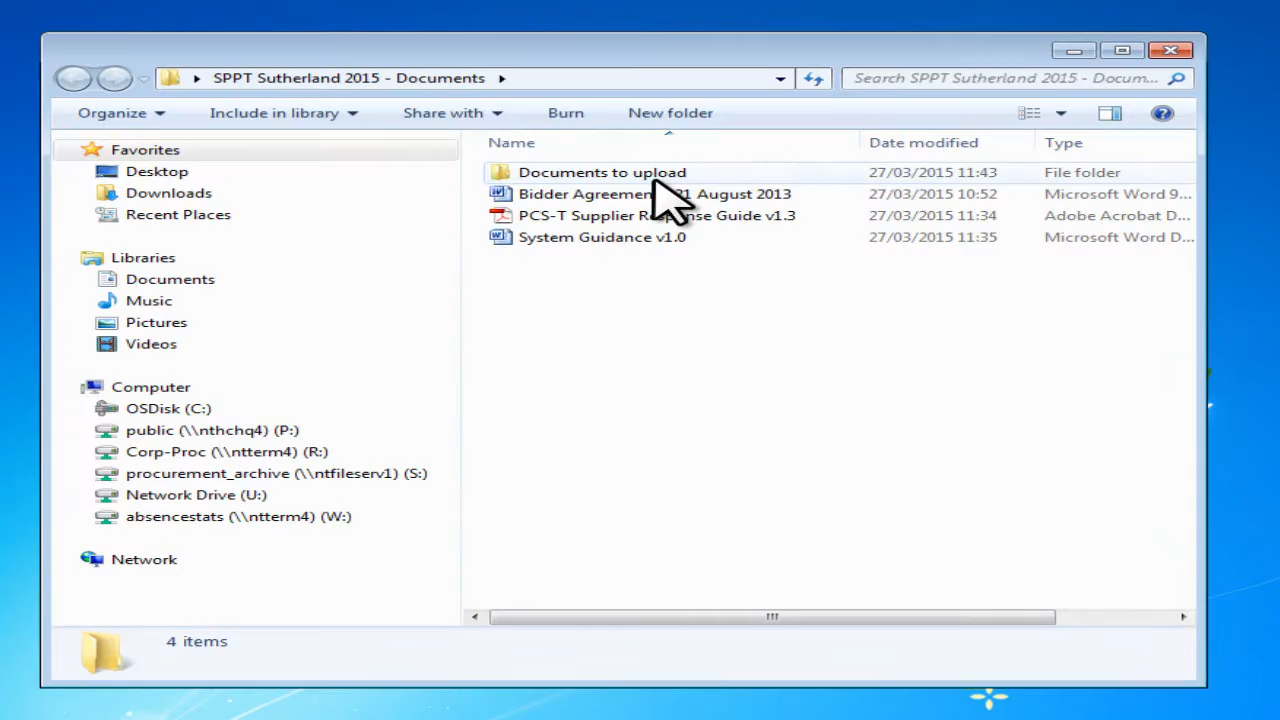 SPPT Sutherland 2015 - Documents
Search SPPT Sutherland 2015 - Docum...
Organize Include in library Share with Burn New folder
Name Date modified Type
Favorites
Desktop
Downloads
Recent Places
Libraries
Documents
Music
Pictures
Videos
Computer
OSDisk (C:)
public (\\nthchq4) (P:)
Corp-Proc (\\ntterm4) (R:)
procurement_archive (\\ntfileserv1) (S:)
Network Drive (U:)
absencestats (\\ntterm4) (W:)
Network
Documents to upload 27/03/2015 11:43 File folder
Bidder Agreement 21 August 2013 27/03/2015 10:52 Microsoft Word 9...
PCS-T Supplier Response Guide v1.3 27/03/2015 11:34 Adobe Acrobat D...
System Guidance v1.0 27/03/2015 11:35 Microsoft Word D...
4 items